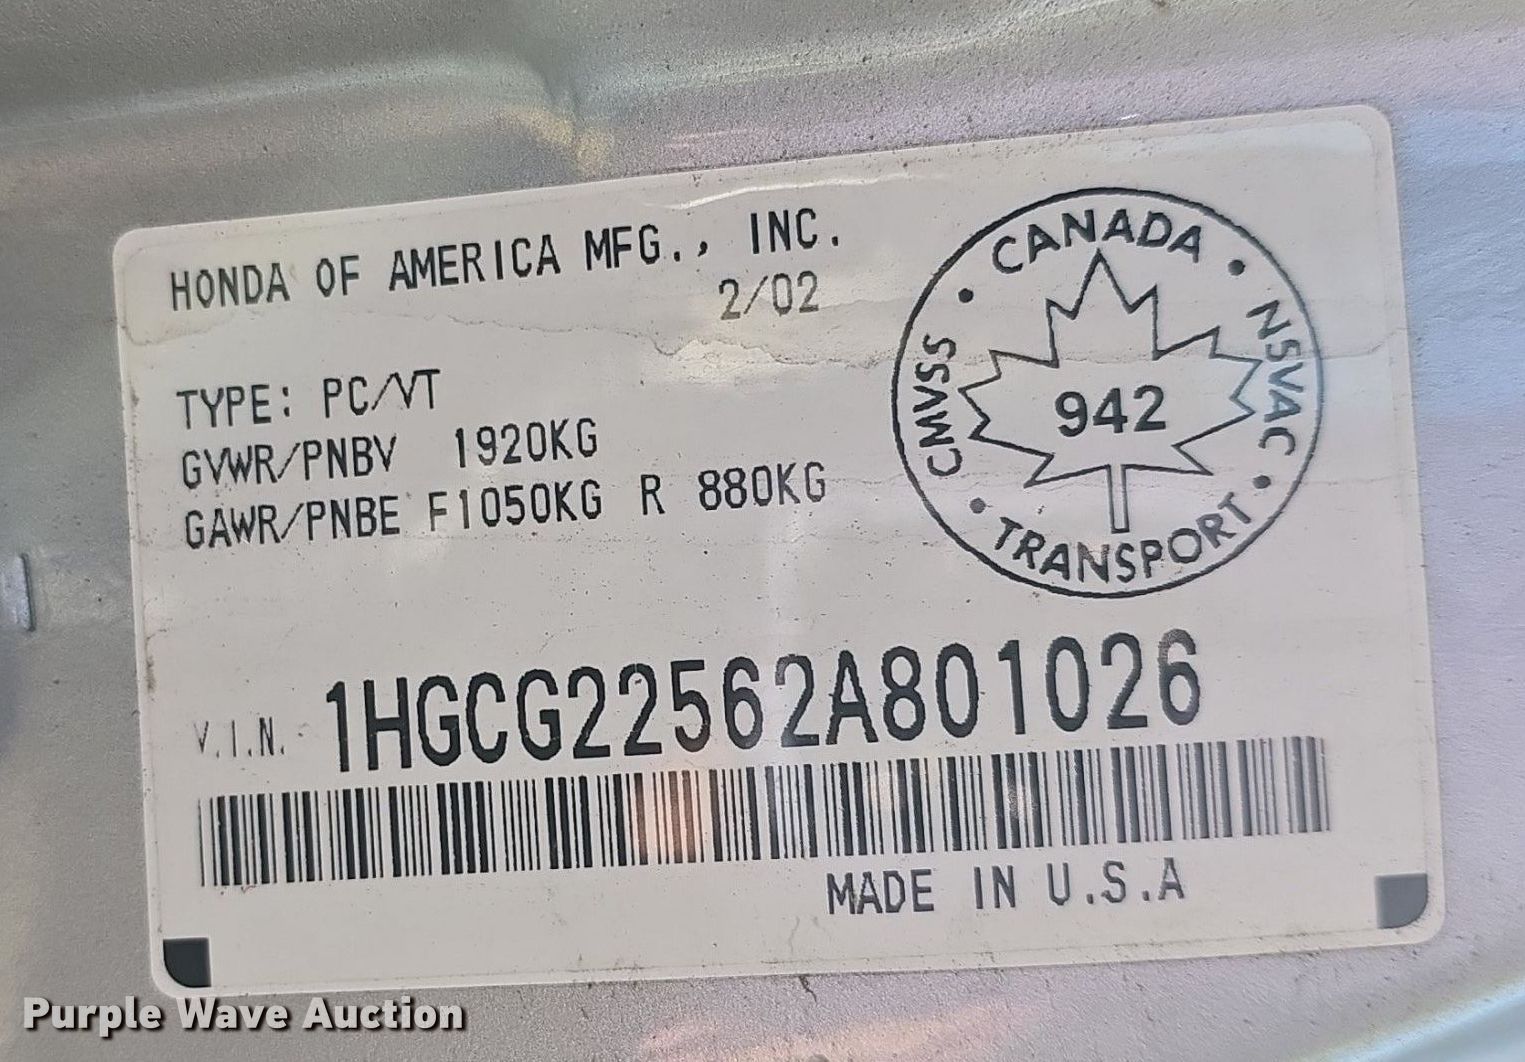 HONDA OF AMERICA MFG., INC.
2/02
TYPE: PC/VT
GVWR/PNBV 1920KG
GAWR/PNBE F1050KG R 880KG
CANADA • NSVAC • TRANSPORT • CMVSS •
942
V.I.N. 1HGCG22562A801026
MADE IN U.S.A
Purple Wave Auction